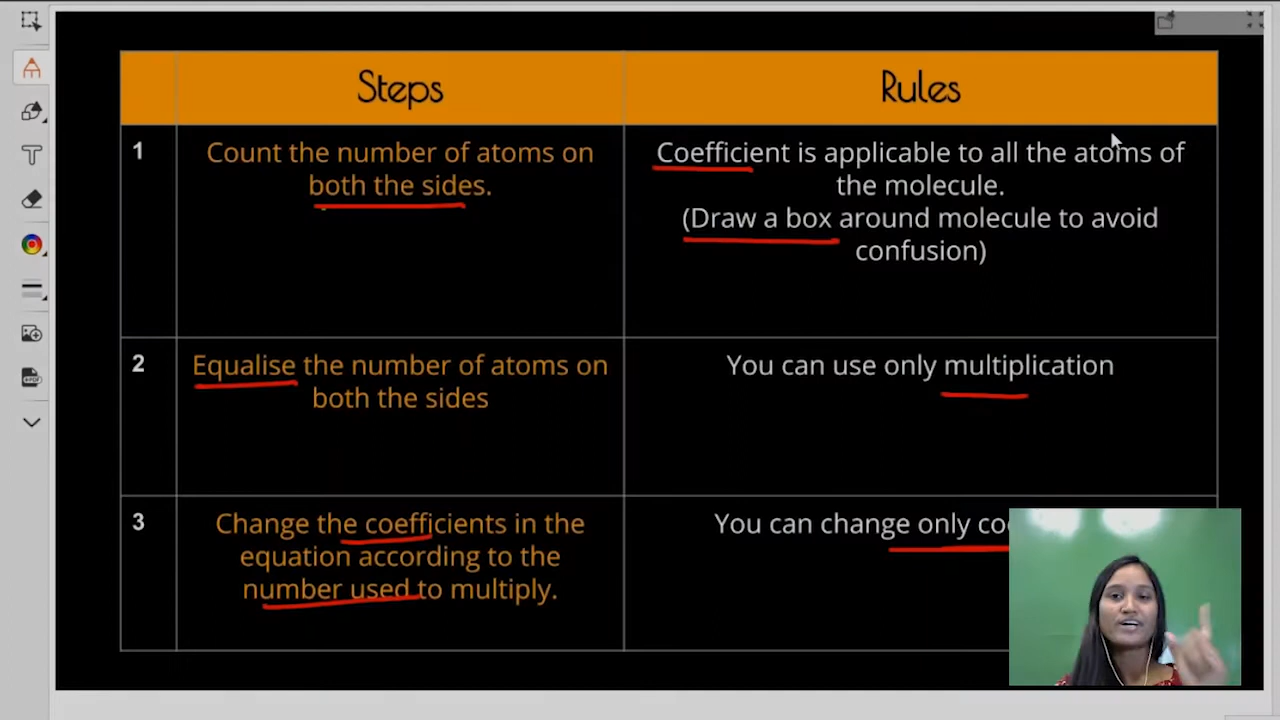 Steps
Rules
1
Count the number of atoms on
both the sides.
Coefficient is applicable to all the atoms of
the molecule.
(Draw a box around molecule to avoid
confusion)
2
Equalise the number of atoms on
both the sides
You can use only multiplication
3
Change the coefficients in the
equation according to the
number used to multiply.
You can change only